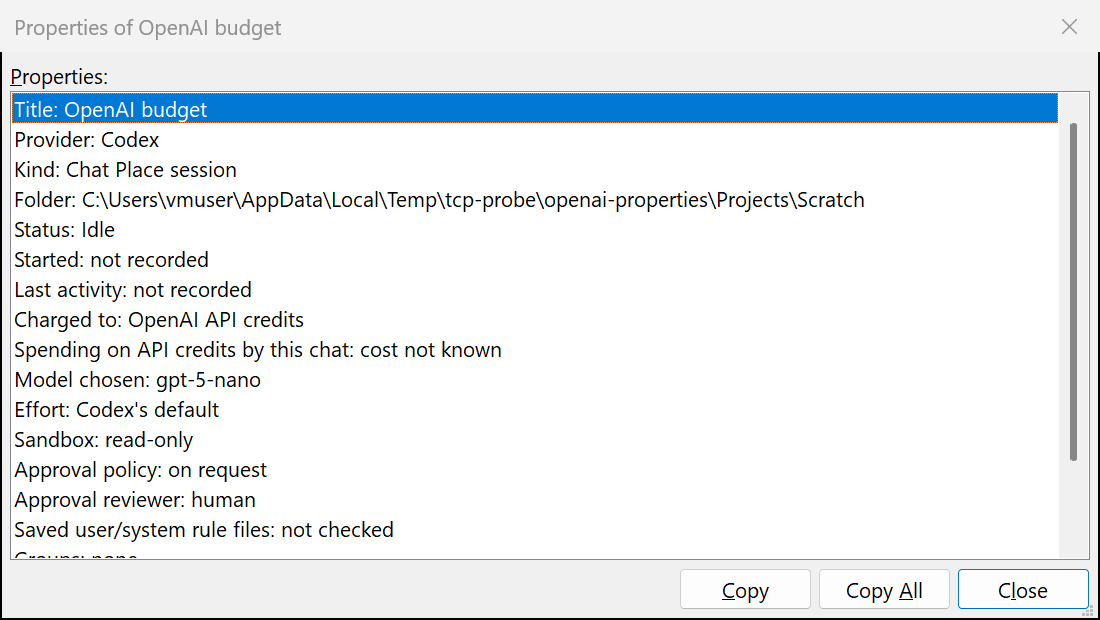 Properties of OpenAI budget
Properties:
Title: OpenAI budget
Provider: Codex
Kind: Chat Place session
Folder: C:\Users\vmuser\AppData\Local\Temp\tcp-probe\openai-properties\Projects\Scratch
Status: Idle
Started: not recorded
Last activity: not recorded
Charged to: OpenAI API credits
Spending on API credits by this chat: cost not known
Model chosen: gpt-5-nano
Effort: Codex's default
Sandbox: read-only
Approval policy: on request
Approval reviewer: human
Saved user/system rule files: not checked
Groups: none
Copy Copy All Close